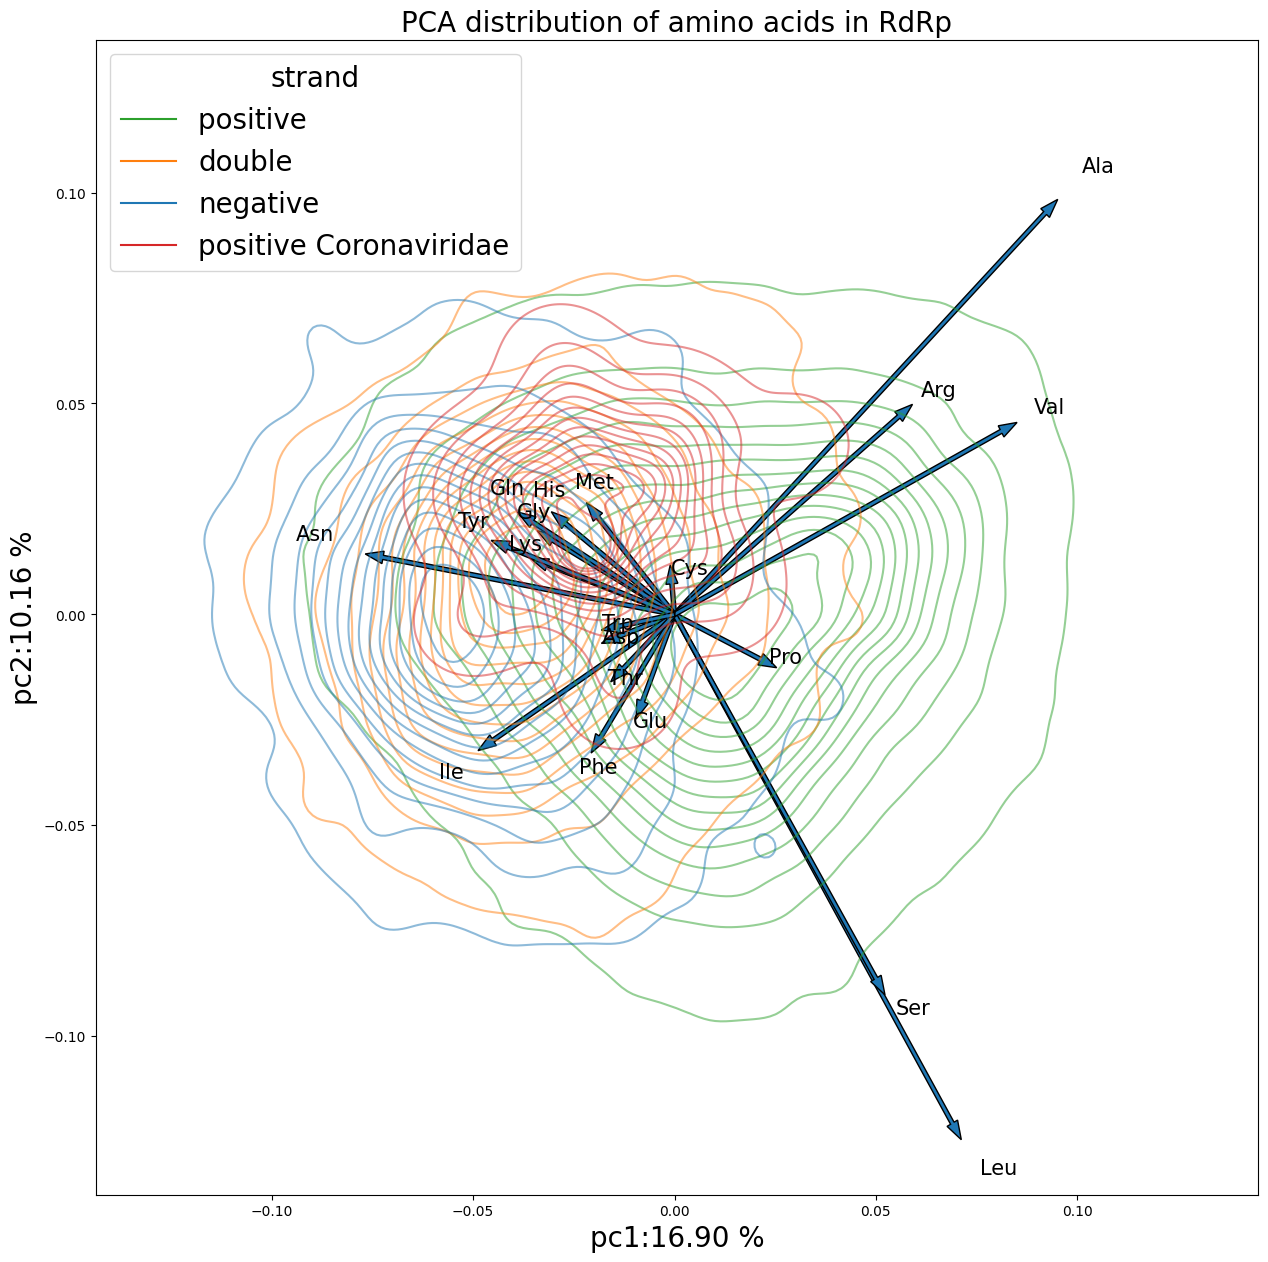 PCA distribution of amino acids in RdRp
strand
positive
double
negative
positive Coronaviridae
Ala
Arg
Val
Met
His
Gln
Gly
Tyr
Lys
Asn
Cys
Trp
Asp
Pro
Thr
Glu
Phe
Ile
Ser
Leu
0.10
0.05
0.00
−0.05
−0.10
pc2:10.16 %
−0.10
−0.05
0.00
0.05
0.10
pc1:16.90 %